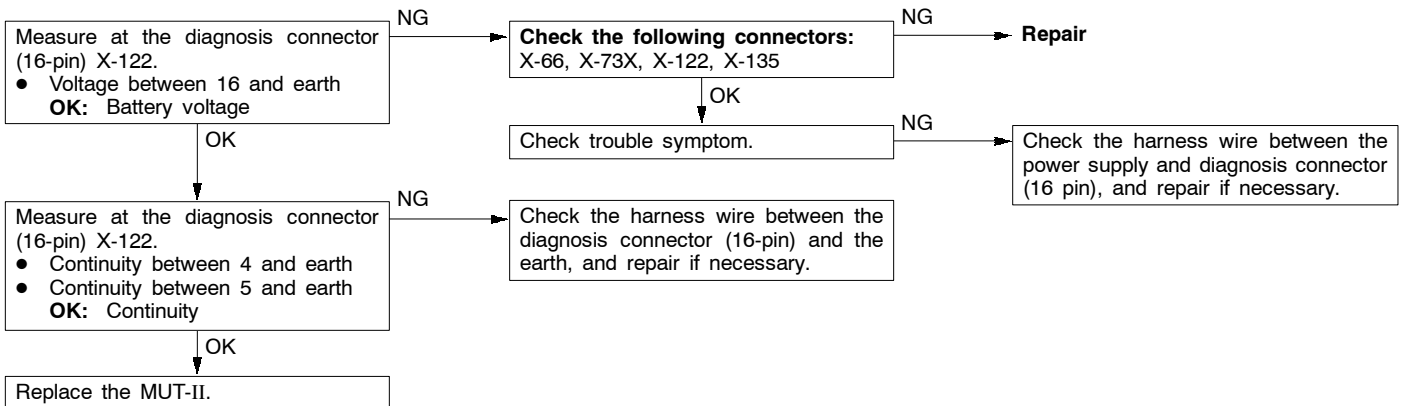 Measure at the diagnosis connector
(16-pin) X-122.
● Voltage between 16 and earth
OK: Battery voltage
NG
Check the following connectors:
X-66, X-73X, X-122, X-135
NG
Repair
OK
Check trouble symptom.
NG
Check the harness wire between the
power supply and diagnosis connector
(16 pin), and repair if necessary.
OK
Measure at the diagnosis connector
(16-pin) X-122.
● Continuity between 4 and earth
● Continuity between 5 and earth
OK: Continuity
NG
Check the harness wire between the
diagnosis connector (16-pin) and the
earth, and repair if necessary.
OK
Replace the MUT-II.